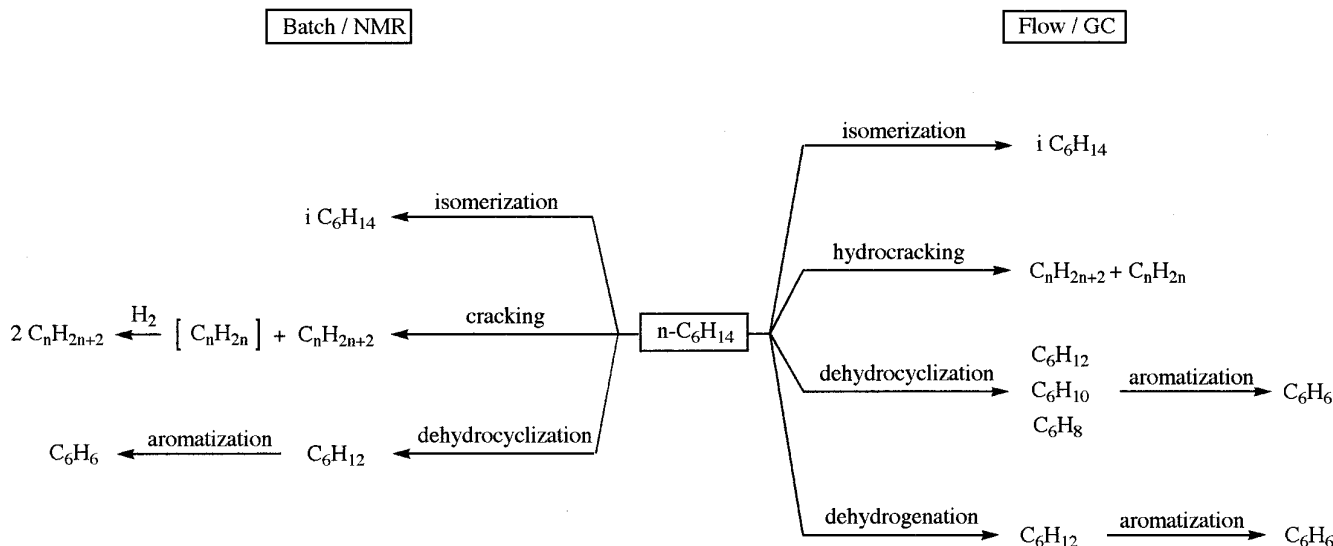 Batch / NMR
Flow / GC
isomerization
i C₆H₁₄
isomerization
i C₆H₁₄
hydrocracking
CₙH₂ₙ₊₂ + CₙH₂ₙ
2 CₙH₂ₙ₊₂
H₂
[ CₙH₂ₙ ] + CₙH₂ₙ₊₂
cracking
n-C₆H₁₄
dehydrocyclization
C₆H₁₂
C₆H₁₀
C₆H₈
aromatization
C₆H₆
C₆H₆
aromatization
C₆H₁₂
dehydrocyclization
dehydrogenation
C₆H₁₂
aromatization
C₆H₆